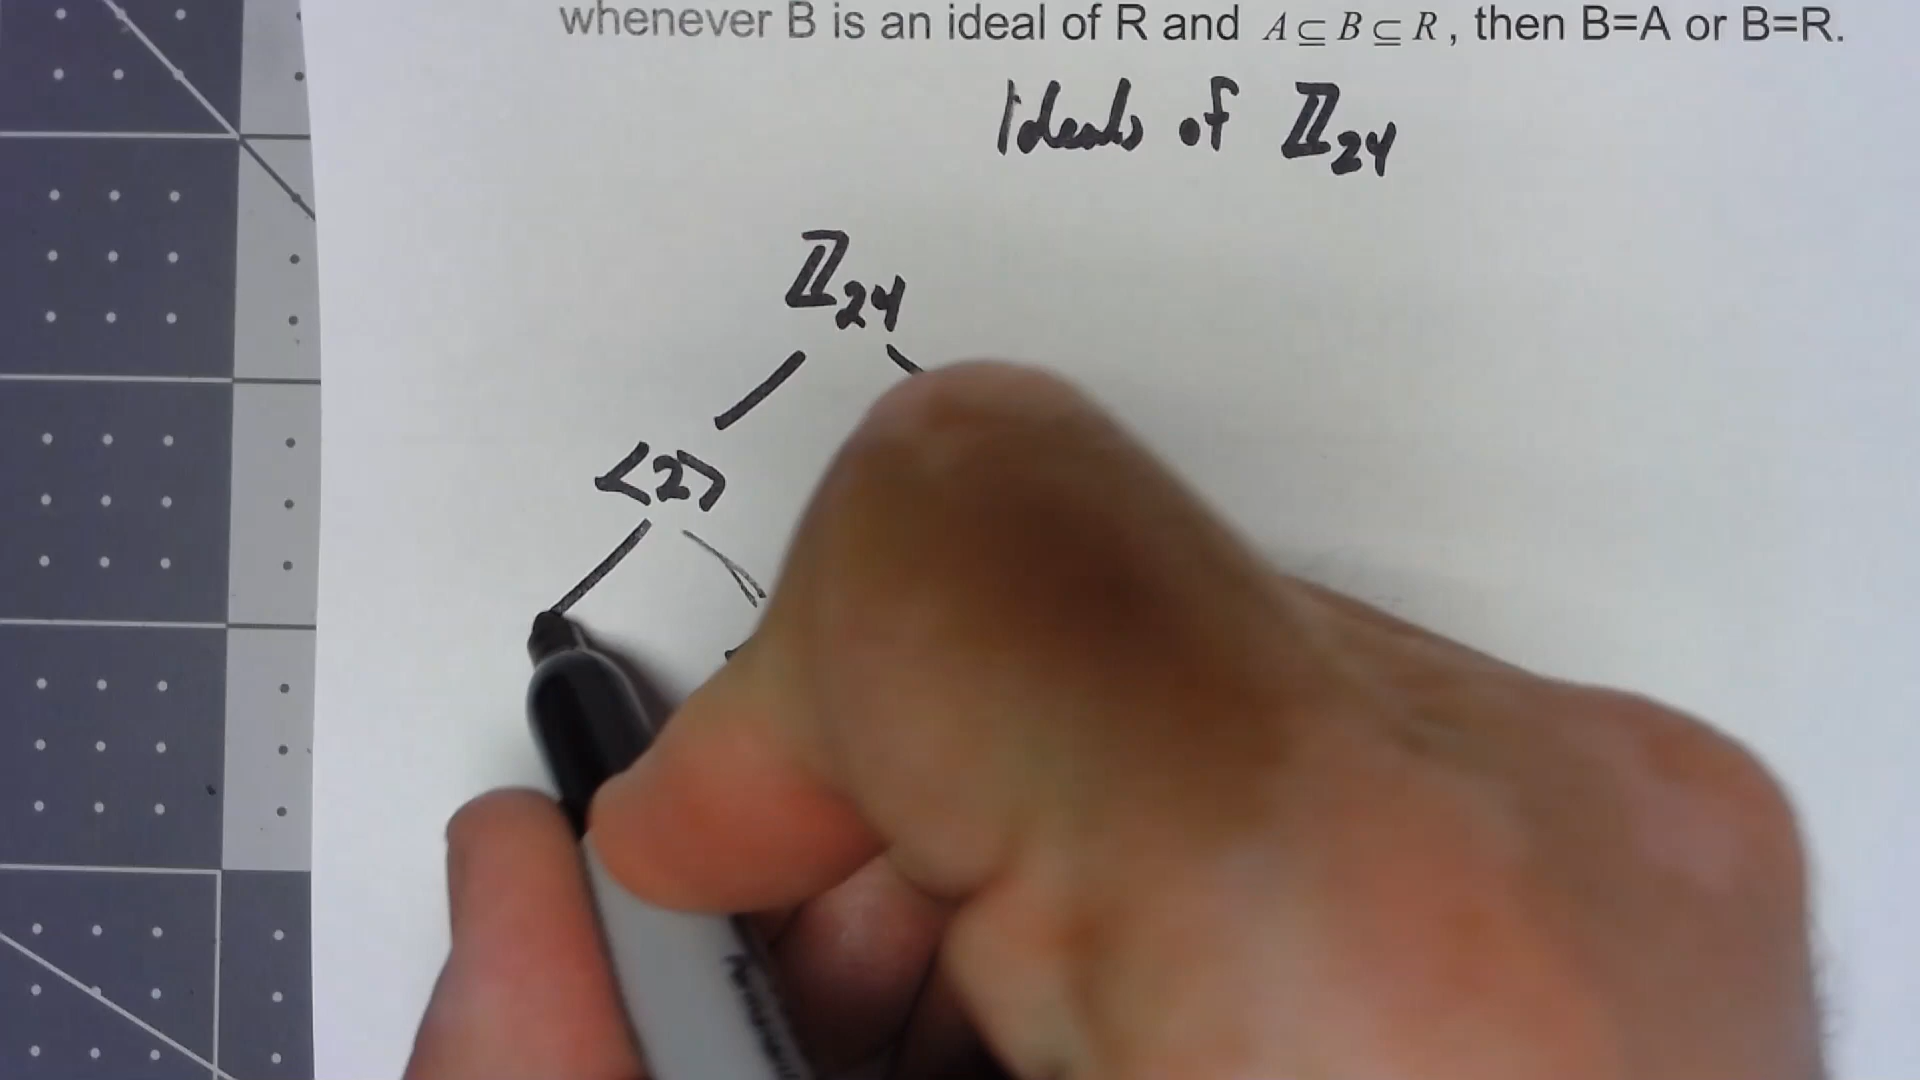 whenever B is an ideal of R and A ⊆ B ⊆ R, then B=A or B=R.
Ideals of ℤ₂₄
ℤ₂₄
<2>